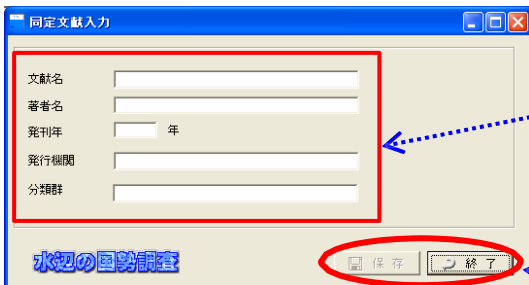 同定文献入力
文献名
著者名
発刊年 年
発行機関
分類群
水辺の国勢調査
保存 終了